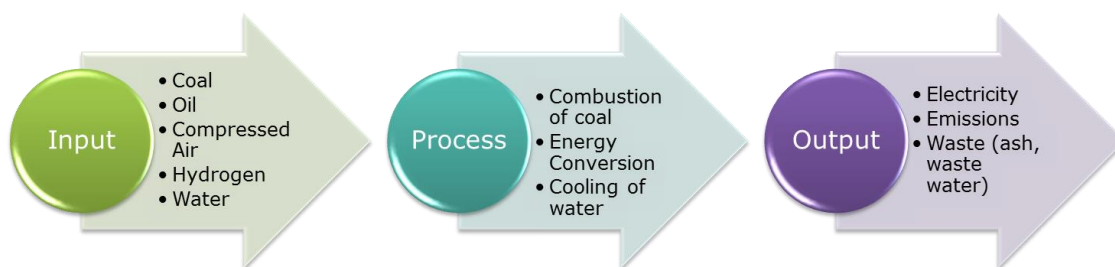 Input
• Coal
• Oil
• Compressed
Air
• Hydrogen
• Water
Process
• Combustion
of coal
• Energy
Conversion
• Cooling of
water
Output
• Electricity
• Emissions
• Waste (ash,
waste
water)